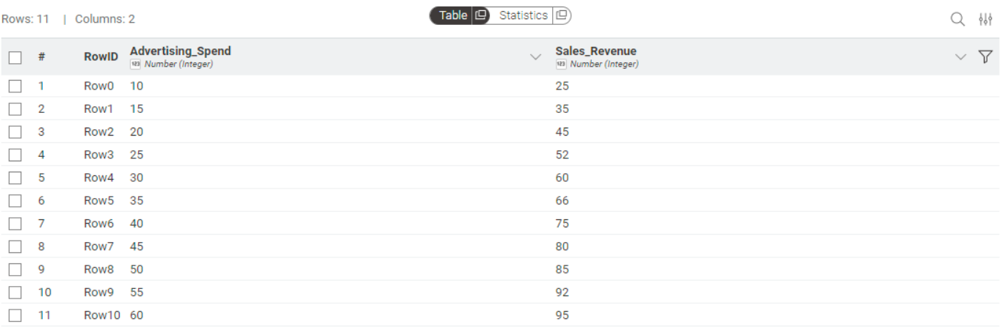 Rows: 11 | Columns: 2 Table Statistics
# RowID Advertising_Spend Sales_Revenue
123 Number (Integer) 123 Number (Integer)
1 Row0 10 25
2 Row1 15 35
3 Row2 20 45
4 Row3 25 52
5 Row4 30 60
6 Row5 35 66
7 Row6 40 75
8 Row7 45 80
9 Row8 50 85
10 Row9 55 92
11 Row10 60 95